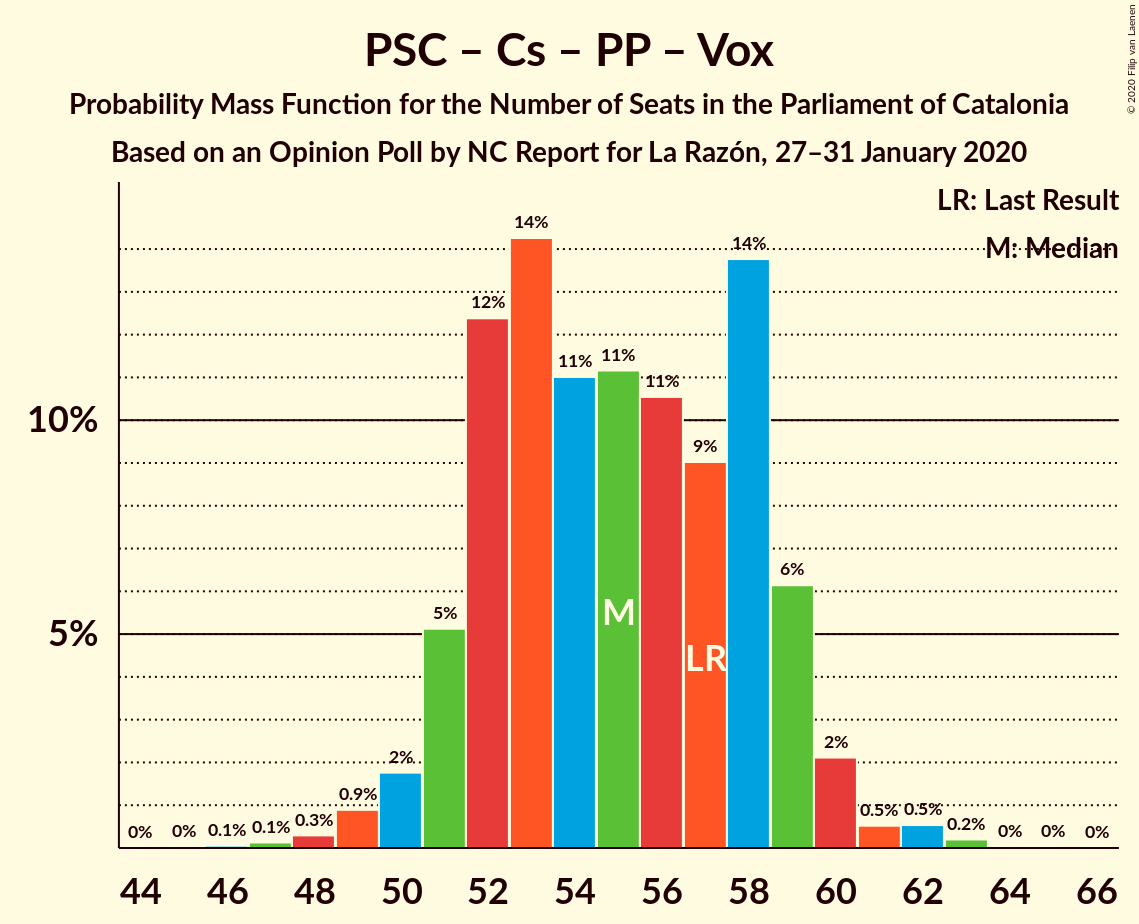 PSC – Cs – PP – Vox
Probability Mass Function for the Number of Seats in the Parliament of Catalonia
Based on an Opinion Poll by NC Report for La Razón, 27–31 January 2020
© 2020 Filip van Laenen
LR: Last Result
M: Median
10%
5%
0%
0%
0.1%
0.1%
0.3%
0.9%
2%
5%
12%
14%
11%
11%
11%
9%
14%
6%
2%
0.5%
0.5%
0.2%
0%
0%
0%
M
LR
44 46 48 50 52 54 56 58 60 62 64 66